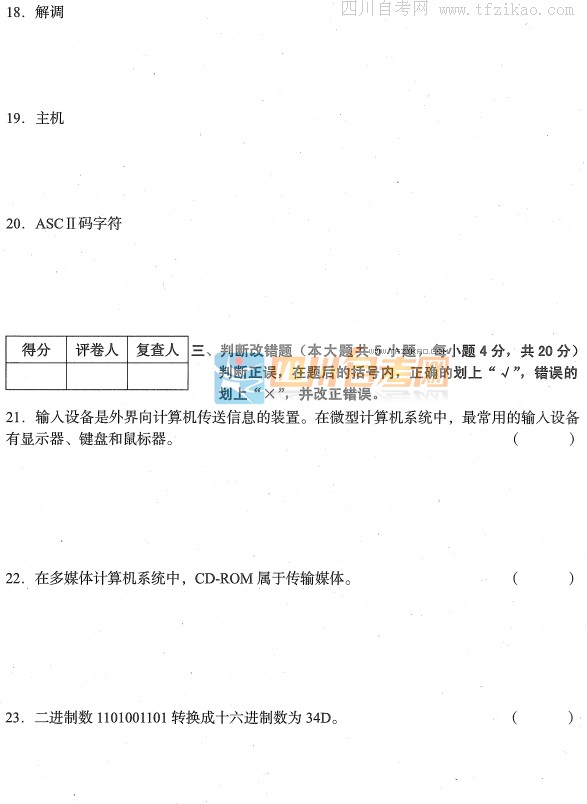 四川自考网 www.tfzikao.com
18．解调
19．主机
20．ASCⅡ码字符
得分 评卷人 复查人
三、判断改错题（本大题共 5 小题，每小题 4 分，共 20 分）
判断正误，在题后的括号内，正确的划上“√”，错误的
划上“×”，并改正错误。
四川自考网
21．输入设备是外界向计算机传送信息的装置。在微型计算机系统中，最常用的输入设备
有显示器、键盘和鼠标器。 （ ）
22．在多媒体计算机系统中，CD-ROM 属于传输媒体。 （ ）
23．二进制数 1101001101 转换成十六进制数为 34D。 （ ）